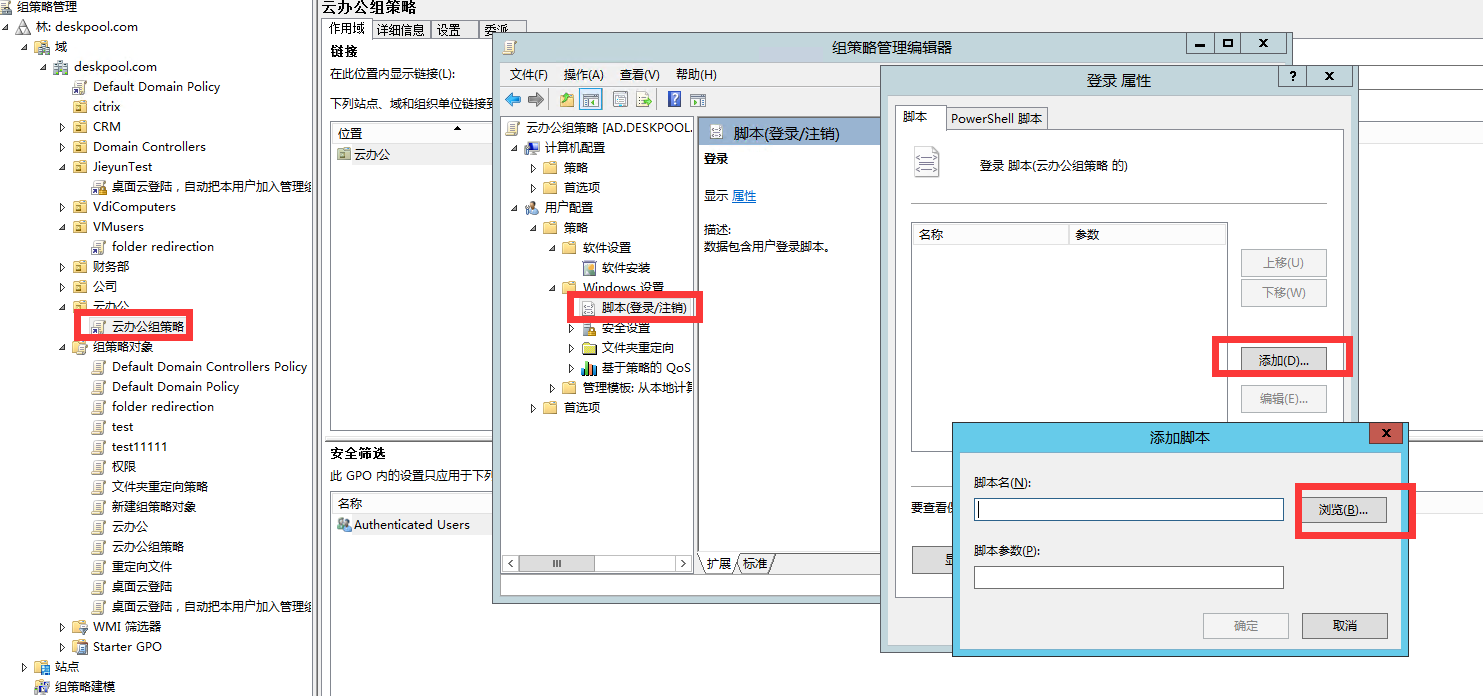 组策略管理
林: deskpool.com
域
deskpool.com
Default Domain Policy
citrix
CRM
Domain Controllers
JieyunTest
桌面云登陆，自动把本用户加入管理组
VdiComputers
VMusers
folder redirection
财务部
公司
云办公
云办公组策略
组策略对象
Default Domain Controllers Policy
Default Domain Policy
folder redirection
test
test11111
权限
文件夹重定向策略
新建组策略对象
云办公
云办公组策略
重定向文件
桌面云登陆
桌面云登陆，自动把本用户加入管理组
WMI 筛选器
Starter GPO
站点
组策略建模
云办公组策略
作用域 详细信息 设置 委派
链接
在此位置内显示链接(L):
下列站点、域和组织单位链接到
位置
云办公
安全筛选
此 GPO 内的设置只应用于下列
名称
Authenticated Users
组策略管理编辑器
文件(F) 操作(A) 查看(V) 帮助(H)
云办公组策略 [AD.DESKPOOL.
计算机配置
策略
首选项
用户配置
策略
软件设置
软件安装
Windows 设置
脚本(登录/注销)
安全设置
文件夹重定向
基于策略的 QoS
管理模板: 从本地计算
首选项
脚本(登录/注销)
登录
显示 属性
描述:
数据包含用户登录脚本。
扩展 标准
登录 属性
脚本 PowerShell 脚本
登录 脚本(云办公组策略 的)
名称 参数
上移(U)
下移(W)
添加(D)...
编辑(E)...
要查看
添加脚本
脚本名(N):
浏览(B)...
脚本参数(P):
确定 取消